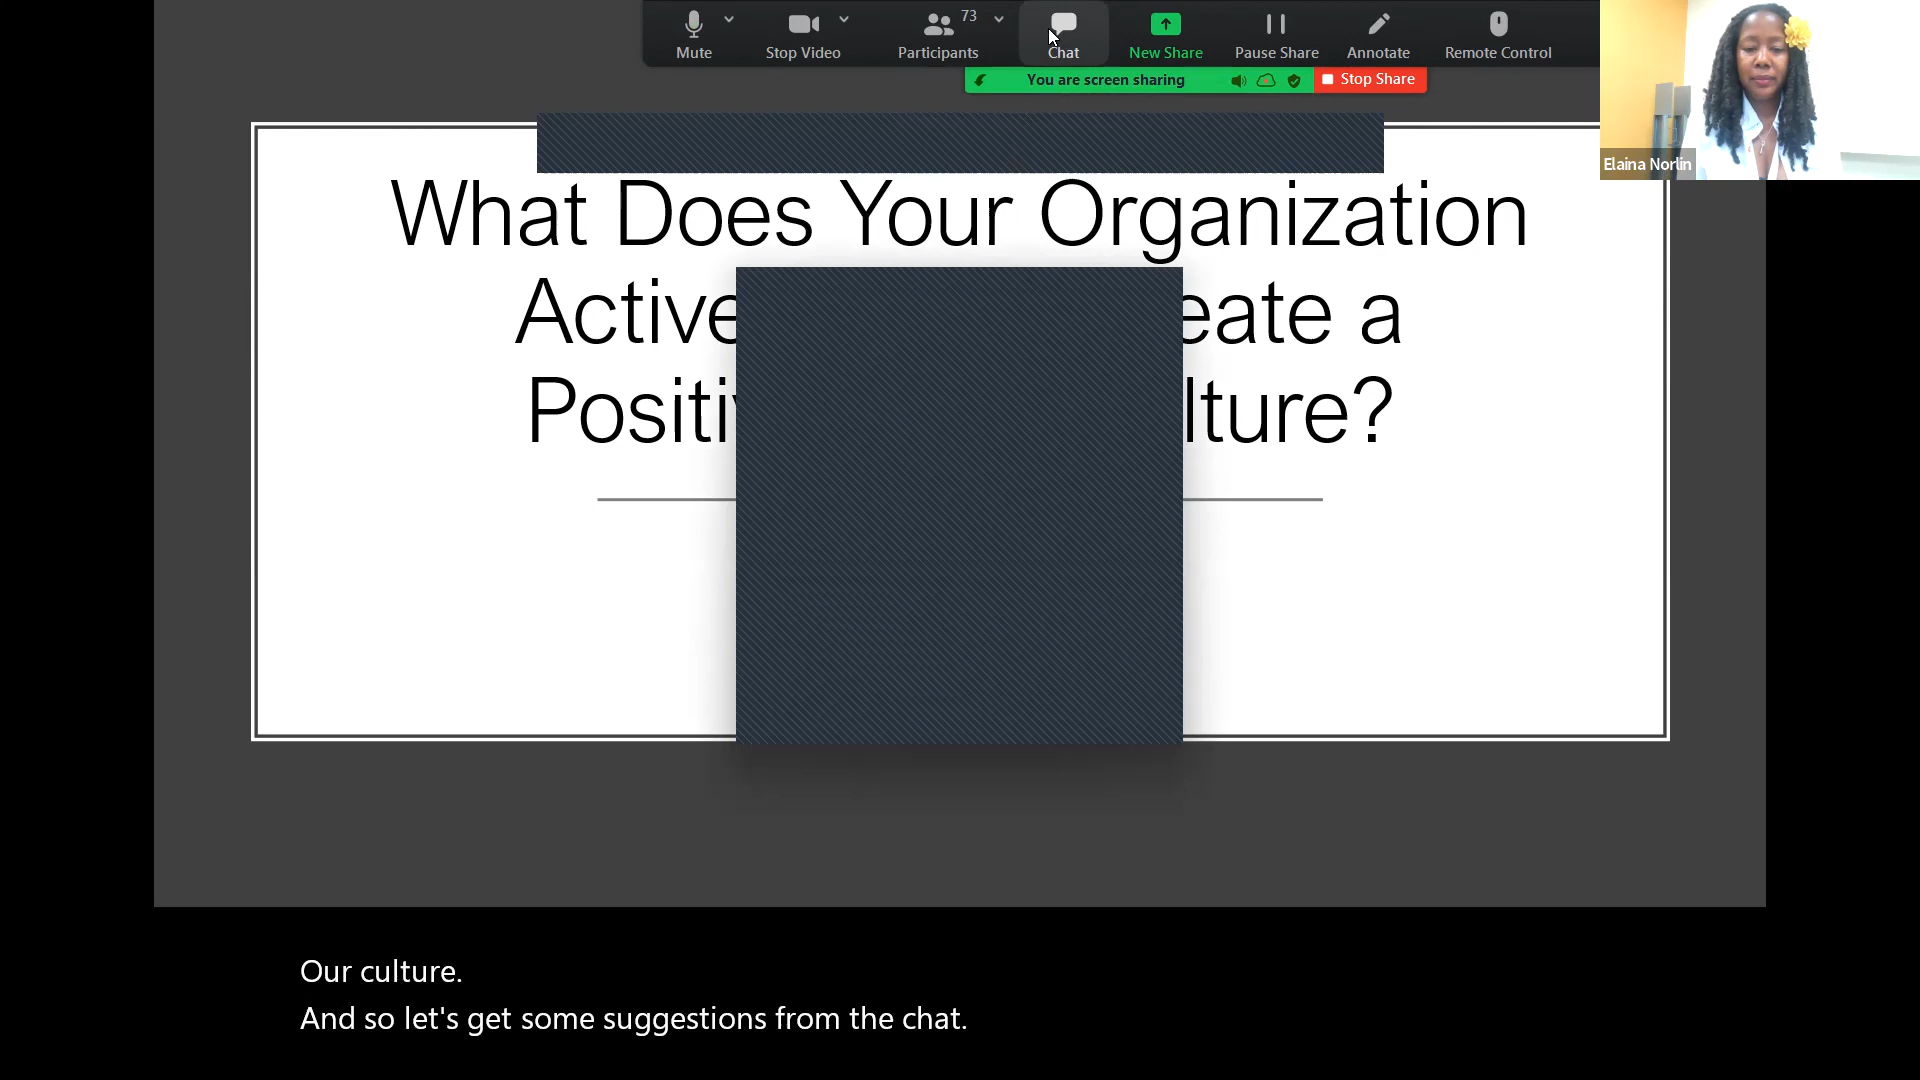 73
Mute Stop Video Participants Chat New Share Pause Share Annotate Remote Control
You are screen sharing Stop Share
Elaina Norlin
What Does Your Organization
Active eate a
Positiv lture?
Our culture.
And so let's get some suggestions from the chat.